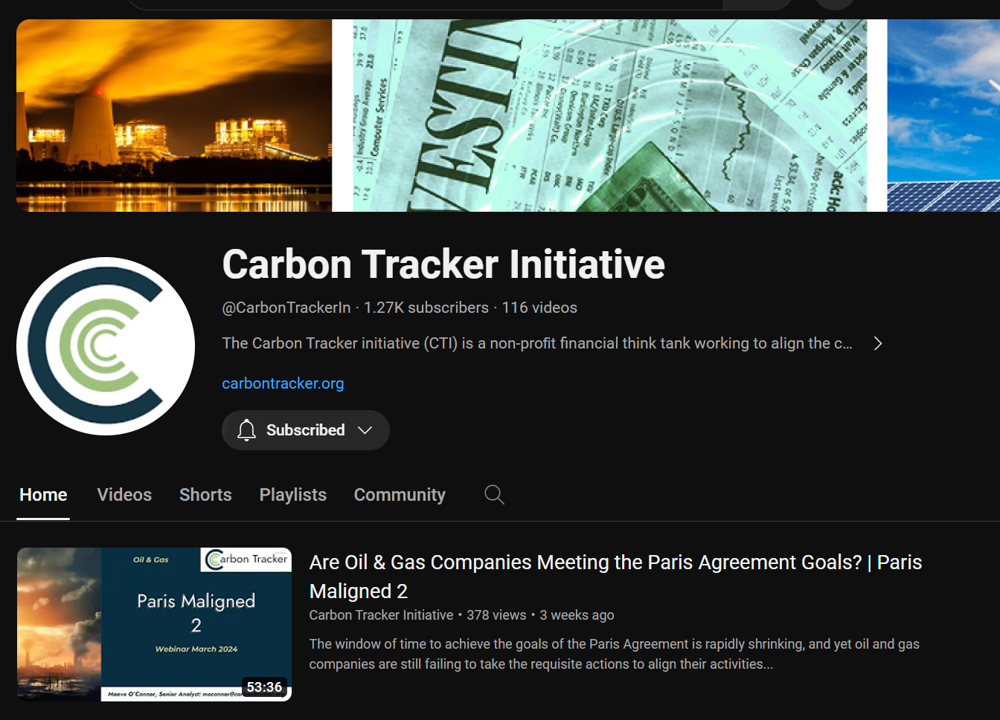 VESTIN
Industry Group Average
Computer Services
Carbon Tracker Initiative
@CarbonTrackerIn · 1.27K subscribers · 116 videos
The Carbon Tracker initiative (CTI) is a non-profit financial think tank working to align the c...
carbontracker.org
Subscribed
Home Videos Shorts Playlists Community
Oil & Gas
Carbon Tracker
Paris Maligned
2
Webinar March 2024
53:36
Maeve O'Connor, Senior Analyst:
Are Oil & Gas Companies Meeting the Paris Agreement Goals? | Paris
Maligned 2
Carbon Tracker Initiative • 378 views • 3 weeks ago
The window of time to achieve the goals of the Paris Agreement is rapidly shrinking, and yet oil and gas
companies are still failing to take the requisite actions to align their activities...